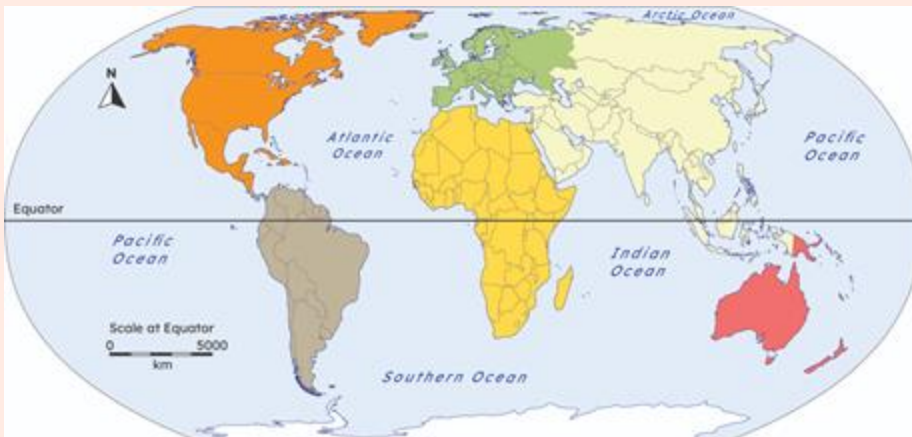 Arctic Ocean
N
Atlantic
Ocean
Pacific
Ocean
Equator
Pacific
Ocean
Indian
Ocean
Scale at Equator
0 5000
km
Southern Ocean